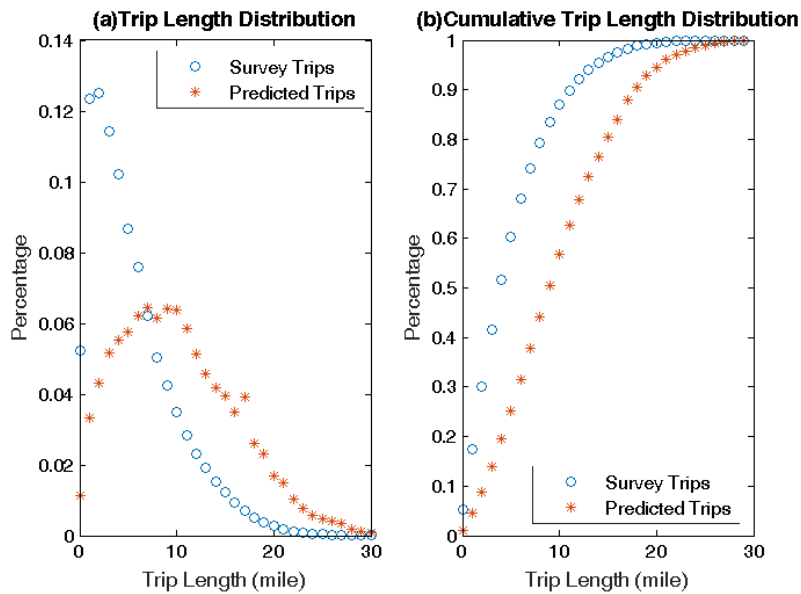 (a)Trip Length Distribution
0.14
0.12
0.1
0.08
0.06
0.04
0.02
0
Percentage
Survey Trips
Predicted Trips
0 10 20 30
Trip Length (mile)
(b)Cumulative Trip Length Distribution
1
0.9
0.8
0.7
0.6
0.5
0.4
0.3
0.2
0.1
0
Percentage
Survey Trips
Predicted Trips
0 10 20 30
Trip Length (mile)